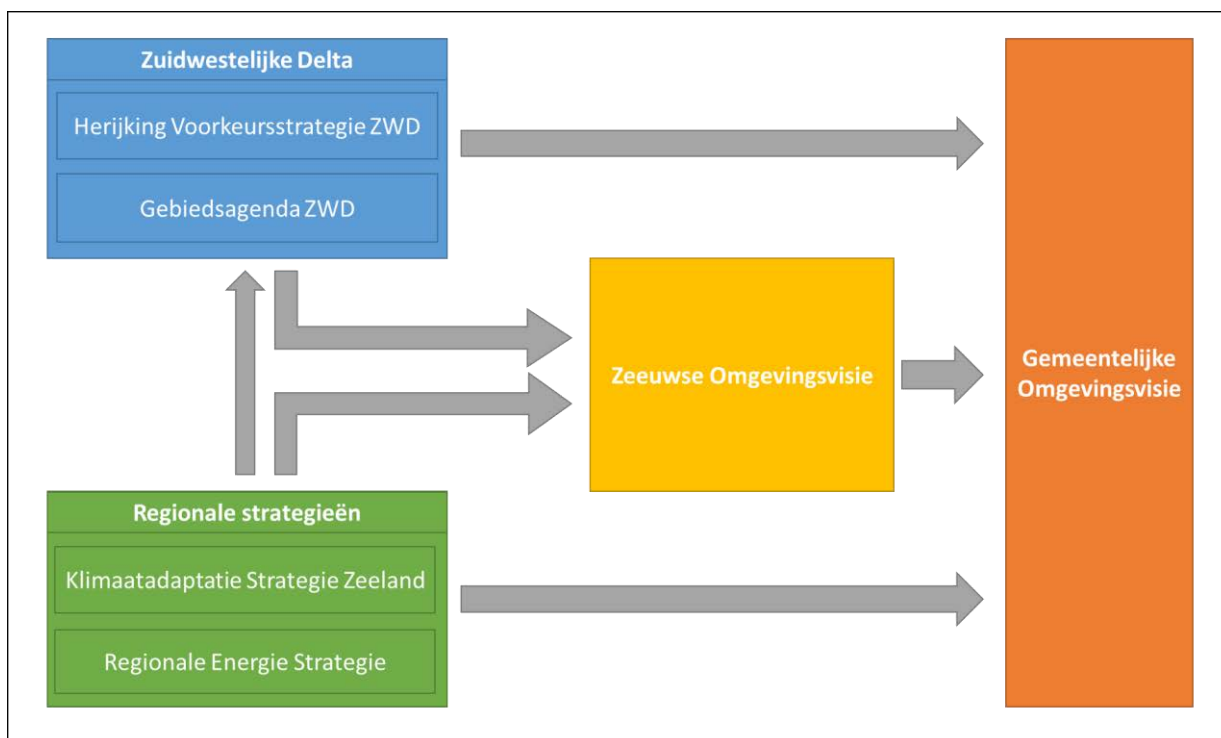 Zuidwestelijke Delta
Herijking Voorkeursstrategie ZWD
Gebiedsagenda ZWD
Zeeuwse Omgevingsvisie
Gemeentelijke
Omgevingsvisie
Regionale strategieën
Klimaatadaptatie Strategie Zeeland
Regionale Energie Strategie